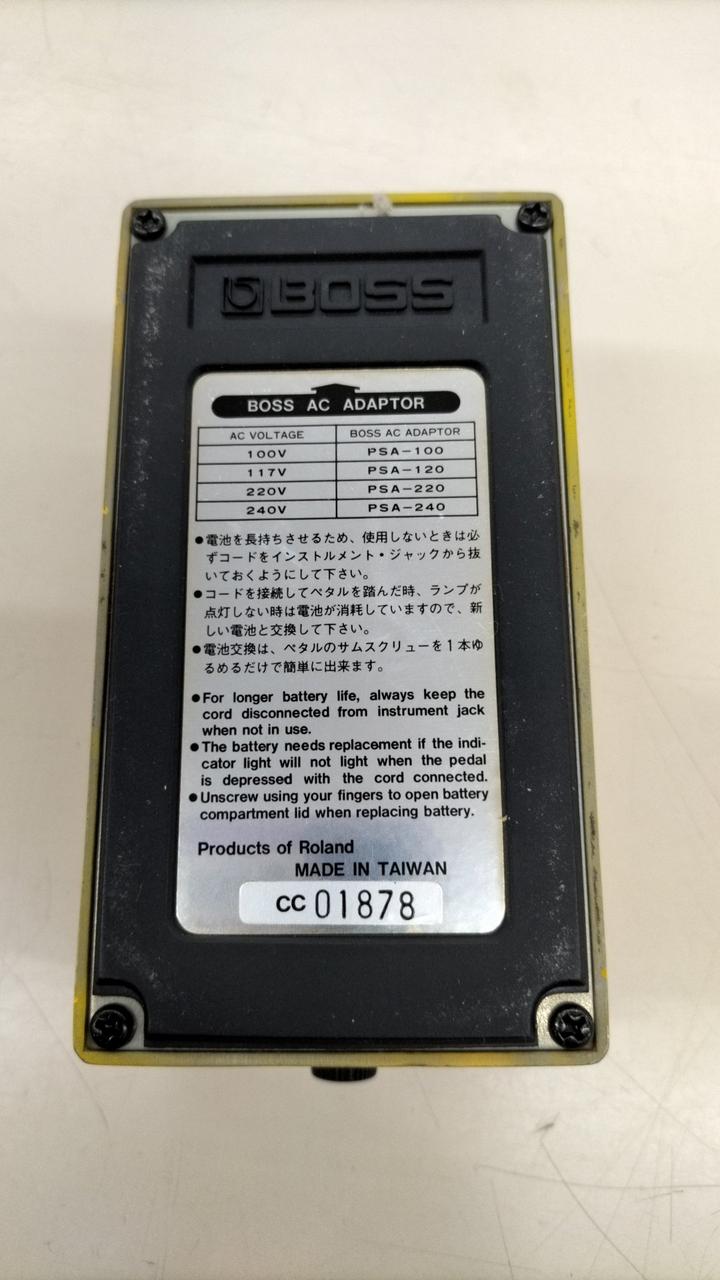 BOSS
BOSS AC ADAPTOR
AC VOLTAGE BOSS AC ADAPTOR
100V PSA-100
117V PSA-120
220V PSA-220
240V PSA-240
●電池を長持ちさせるため、使用しないときは必
ずコードをインストルメント・ジャックから抜
いておくようにして下さい。
●コードを接続してペタルを踏んだ時、ランプが
点灯しない時は電池が消耗していますので、新
しい電池と交換して下さい。
●電池交換は、ペタルのサムスクリューを1本ゆ
るめるだけで簡単に出来ます。
●For longer battery life, always keep the
cord disconnected from instrument jack
when not in use.
●The battery needs replacement if the indi-
cator light will not light when the pedal
is depressed with the cord connected.
●Unscrew using your fingers to open battery
compartment lid when replacing battery.
Products of Roland
MADE IN TAIWAN
CC 01878